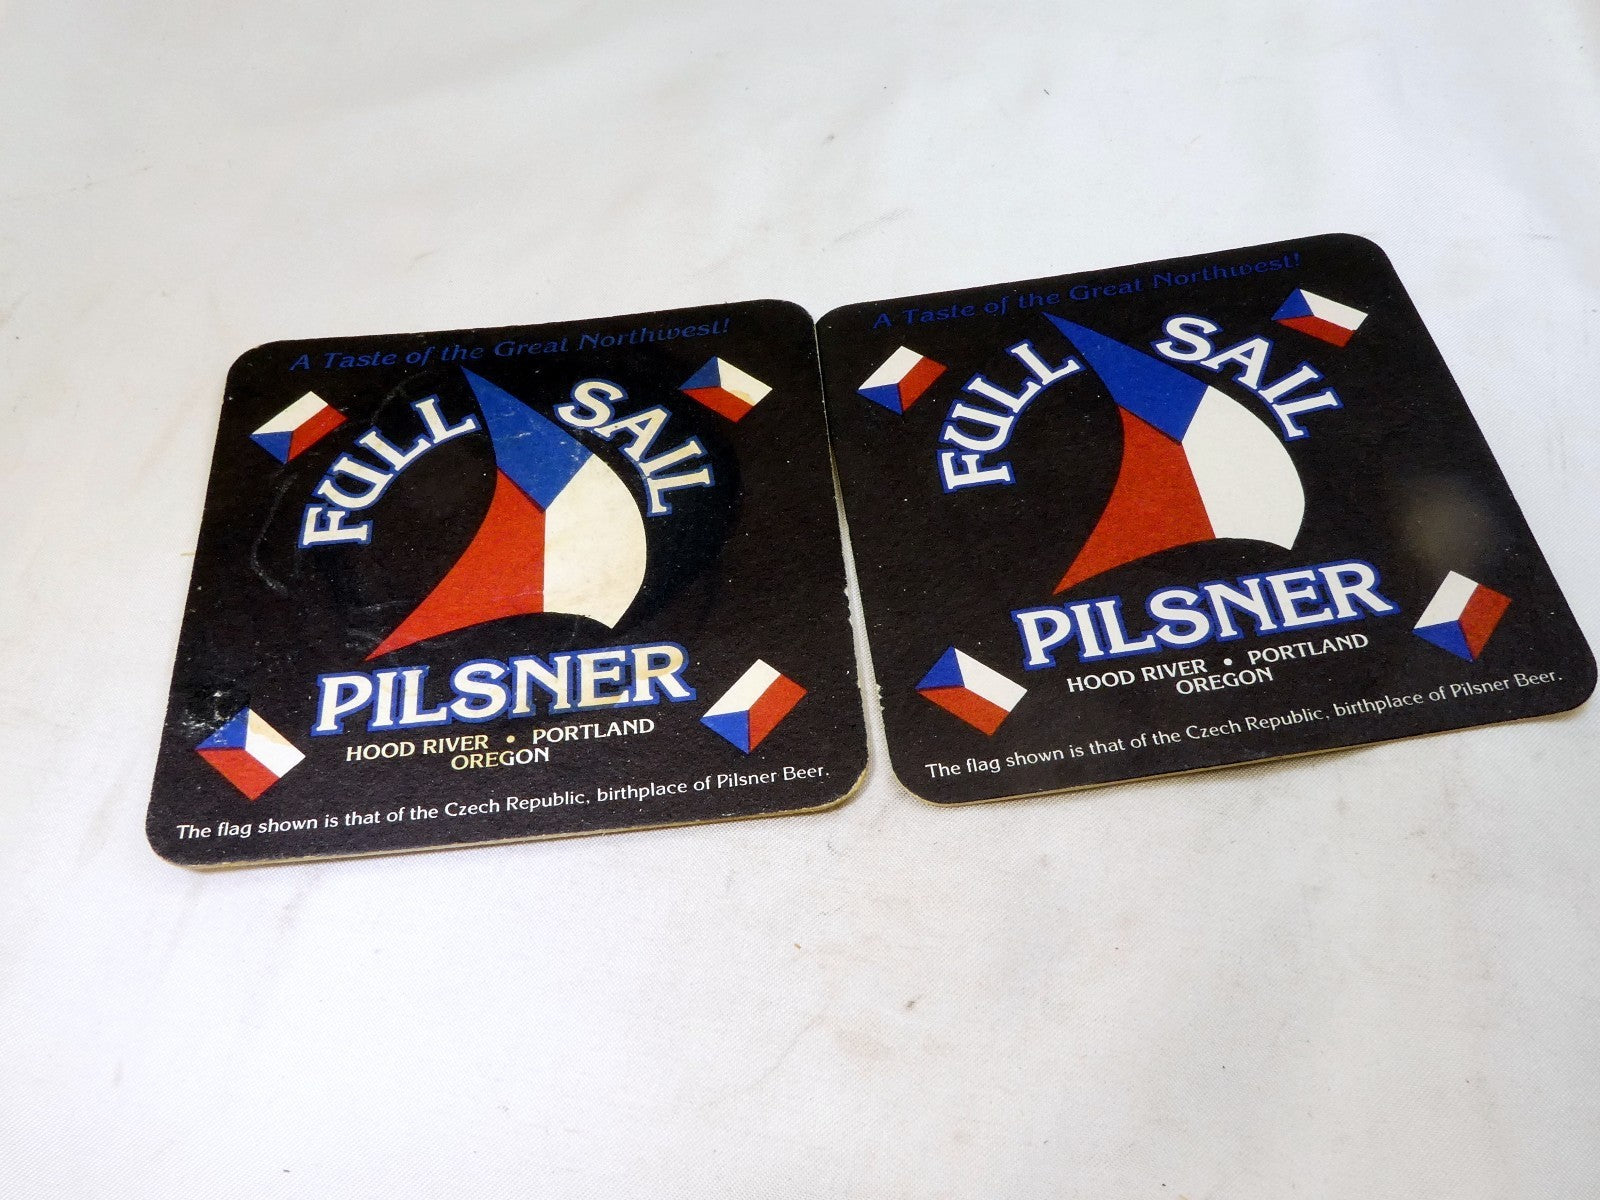 A Taste of the Great Northwest!
FULL SAIL
PILSNER
HOOD RIVER • PORTLAND
OREGON
The flag shown is that of the Czech Republic, birthplace of Pilsner Beer.
A Taste of the Great Northwest!
FULL SAIL
PILSNER
HOOD RIVER • PORTLAND
OREGON
The flag shown is that of the Czech Republic, birthplace of Pilsner Beer.